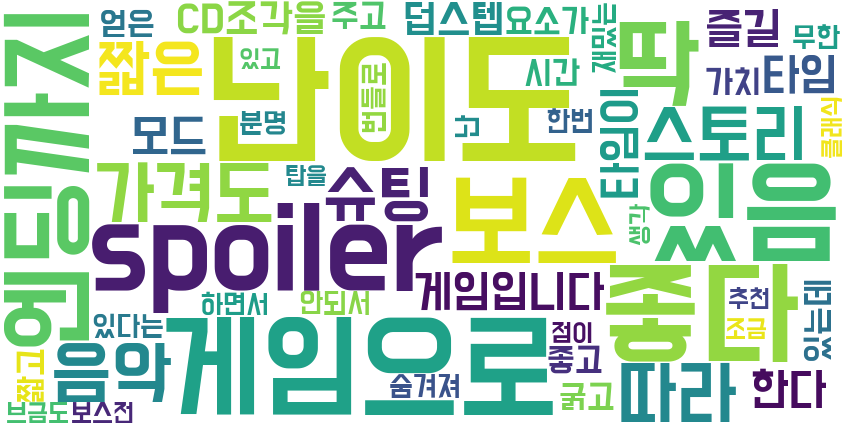 얻은
CD조각을
주고
덥스텝
요소가
재밌는
즐길
무한
짧은
있고
난이도
번들로
시간
딱
가치
타임
엔딩까지
모드
분명
난
한번
타임이
스토리
클래식
가격도
탑을
슈팅
보스
있음
생각
spoiler
게임입니다
좋다
있는데
하면서
안되서
추천
있다는
게임으로
점이
조금
짧고
음악
숨겨져
좋고
따라
한다
굵고
브금도
보스전